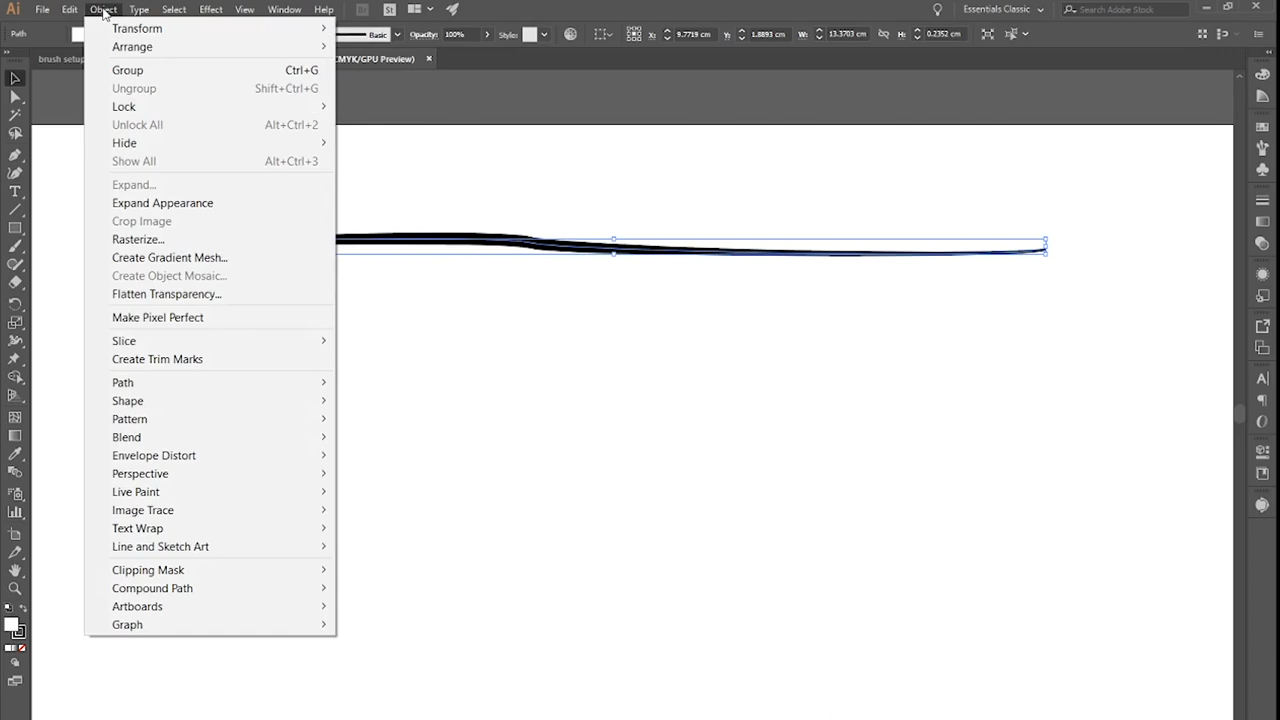 Ai File Edit Object Type Select Effect View Window Help Br St Essentials Classic Search Adobe Stock
Path Basic Opacity: 100% Style: X: 9.7719 cm Y: 1.8893 cm W: 13.3703 cm H: 0.2352 cm
brush setup CMYK/GPU Preview) ×
Transform
Arrange
Group Ctrl+G
Ungroup Shift+Ctrl+G
Lock
Unlock All Alt+Ctrl+2
Hide
Show All Alt+Ctrl+3
Expand...
Expand Appearance
Crop Image
Rasterize...
Create Gradient Mesh...
Create Object Mosaic...
Flatten Transparency...
Make Pixel Perfect
Slice
Create Trim Marks
Path
Shape
Pattern
Blend
Envelope Distort
Perspective
Live Paint
Image Trace
Text Wrap
Line and Sketch Art
Clipping Mask
Compound Path
Artboards
Graph